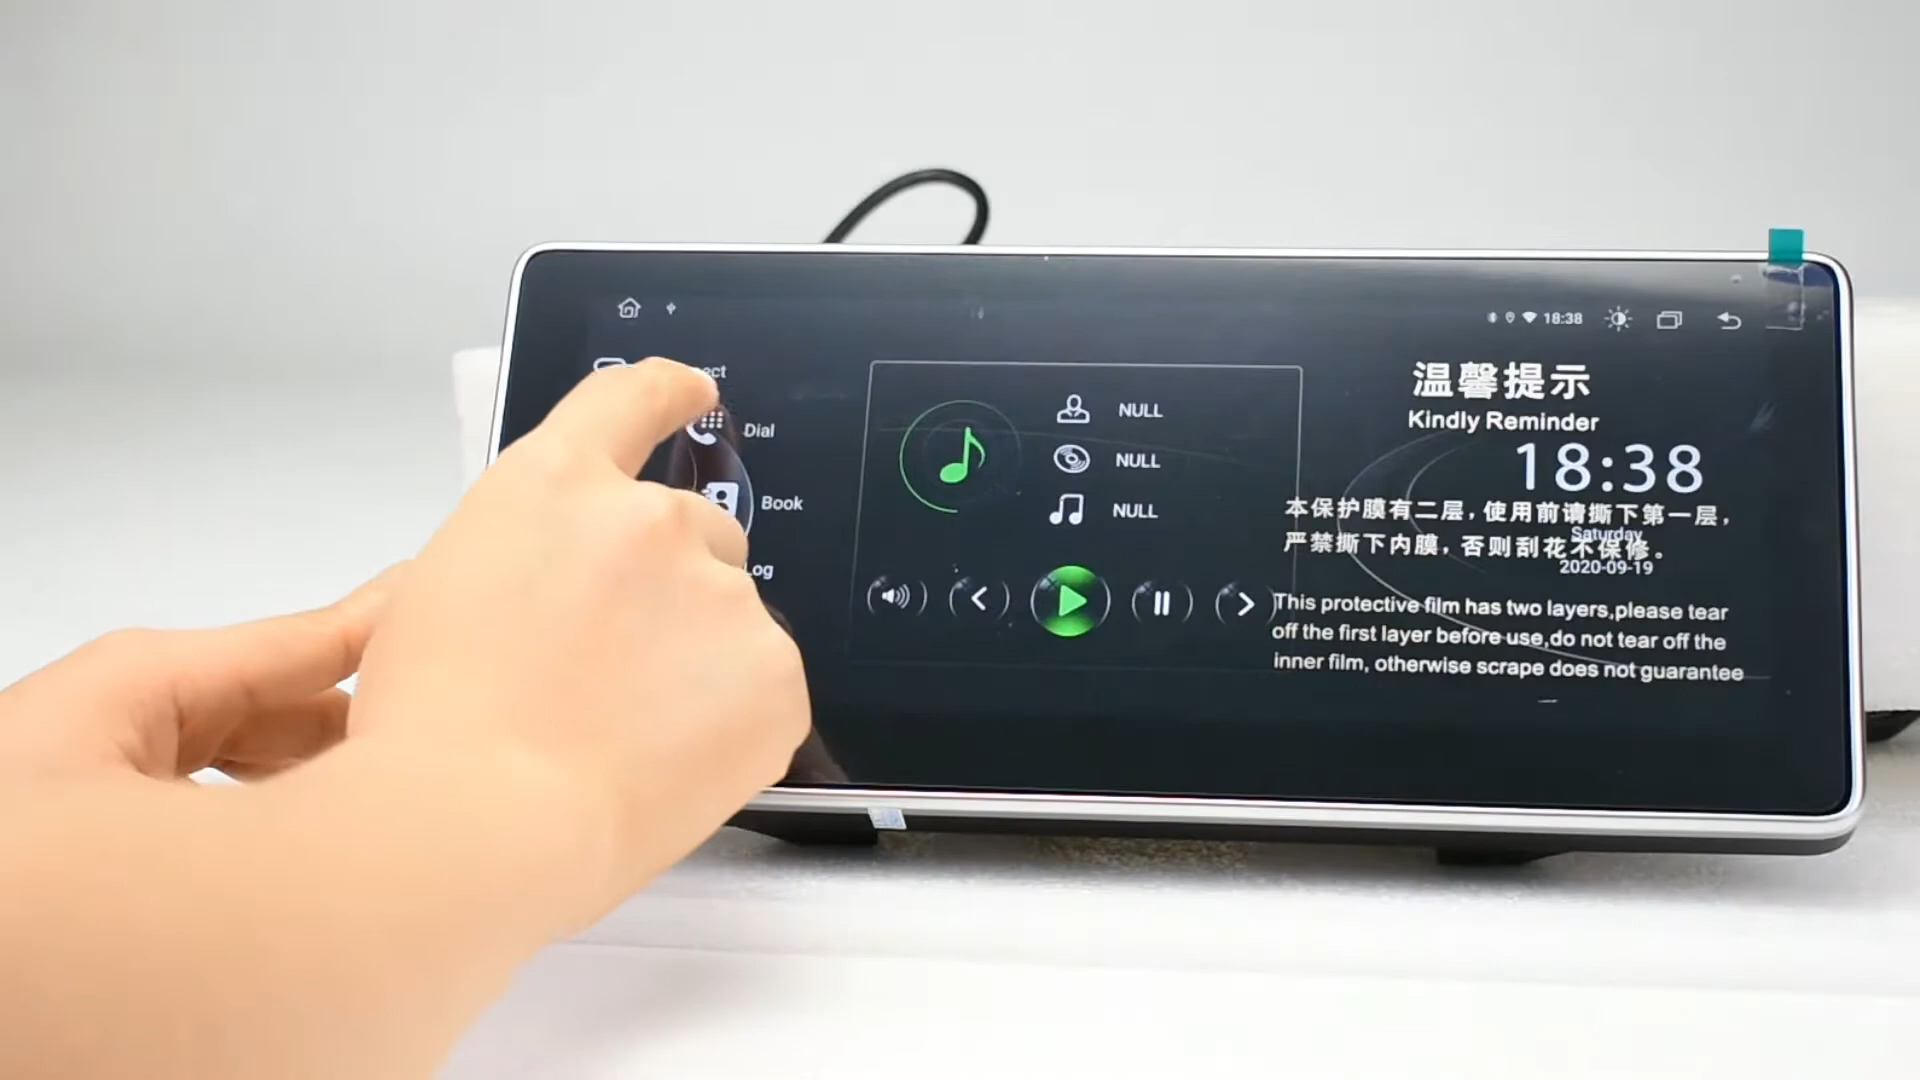 18:38
Dial
Book
Log
NULL
NULL
NULL
温馨提示
Kindly Reminder
18:38
本保护膜有二层,使用前请撕下第一层,
Saturday
严禁撕下内膜,否则刮花不保修。
2020-09-19
This protective film has two layers,please tear
off the first layer before use,do not tear off the
inner film, otherwise scrape does not guarantee